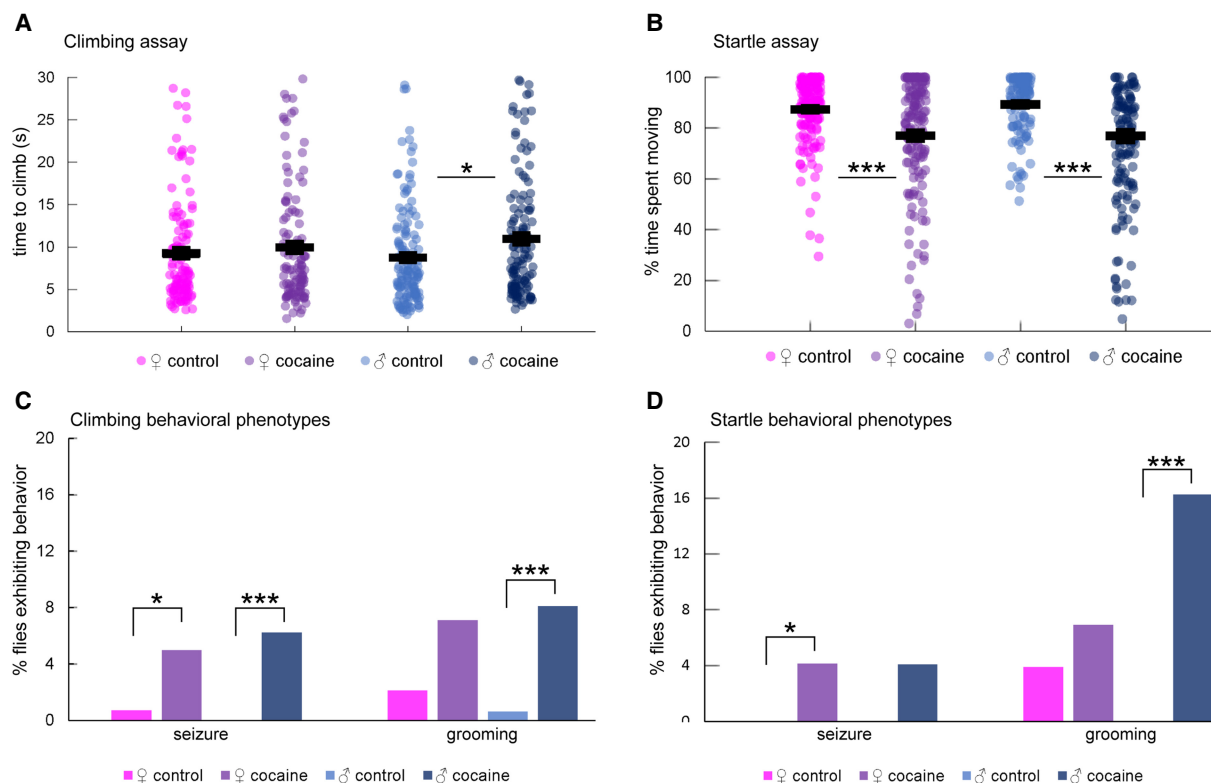 A
Climbing assay
time to climb (s)
30
20
15
10
5
0
*
♀ control ♀ cocaine ♂ control ♂ cocaine
B
Startle assay
% time spent moving
100
80
60
40
20
0
***
***
♀ control ♀ cocaine ♂ control ♂ cocaine
C
Climbing behavioral phenotypes
% flies exhibiting behavior
20
16
12
8
4
0
*
***
***
seizure grooming
♀ control ♀ cocaine ♂ control ♂ cocaine
D
Startle behavioral phenotypes
% flies exhibiting behavior
20
16
12
8
4
0
*
***
seizure grooming
♀ control ♀ cocaine ♂ control ♂ cocaine